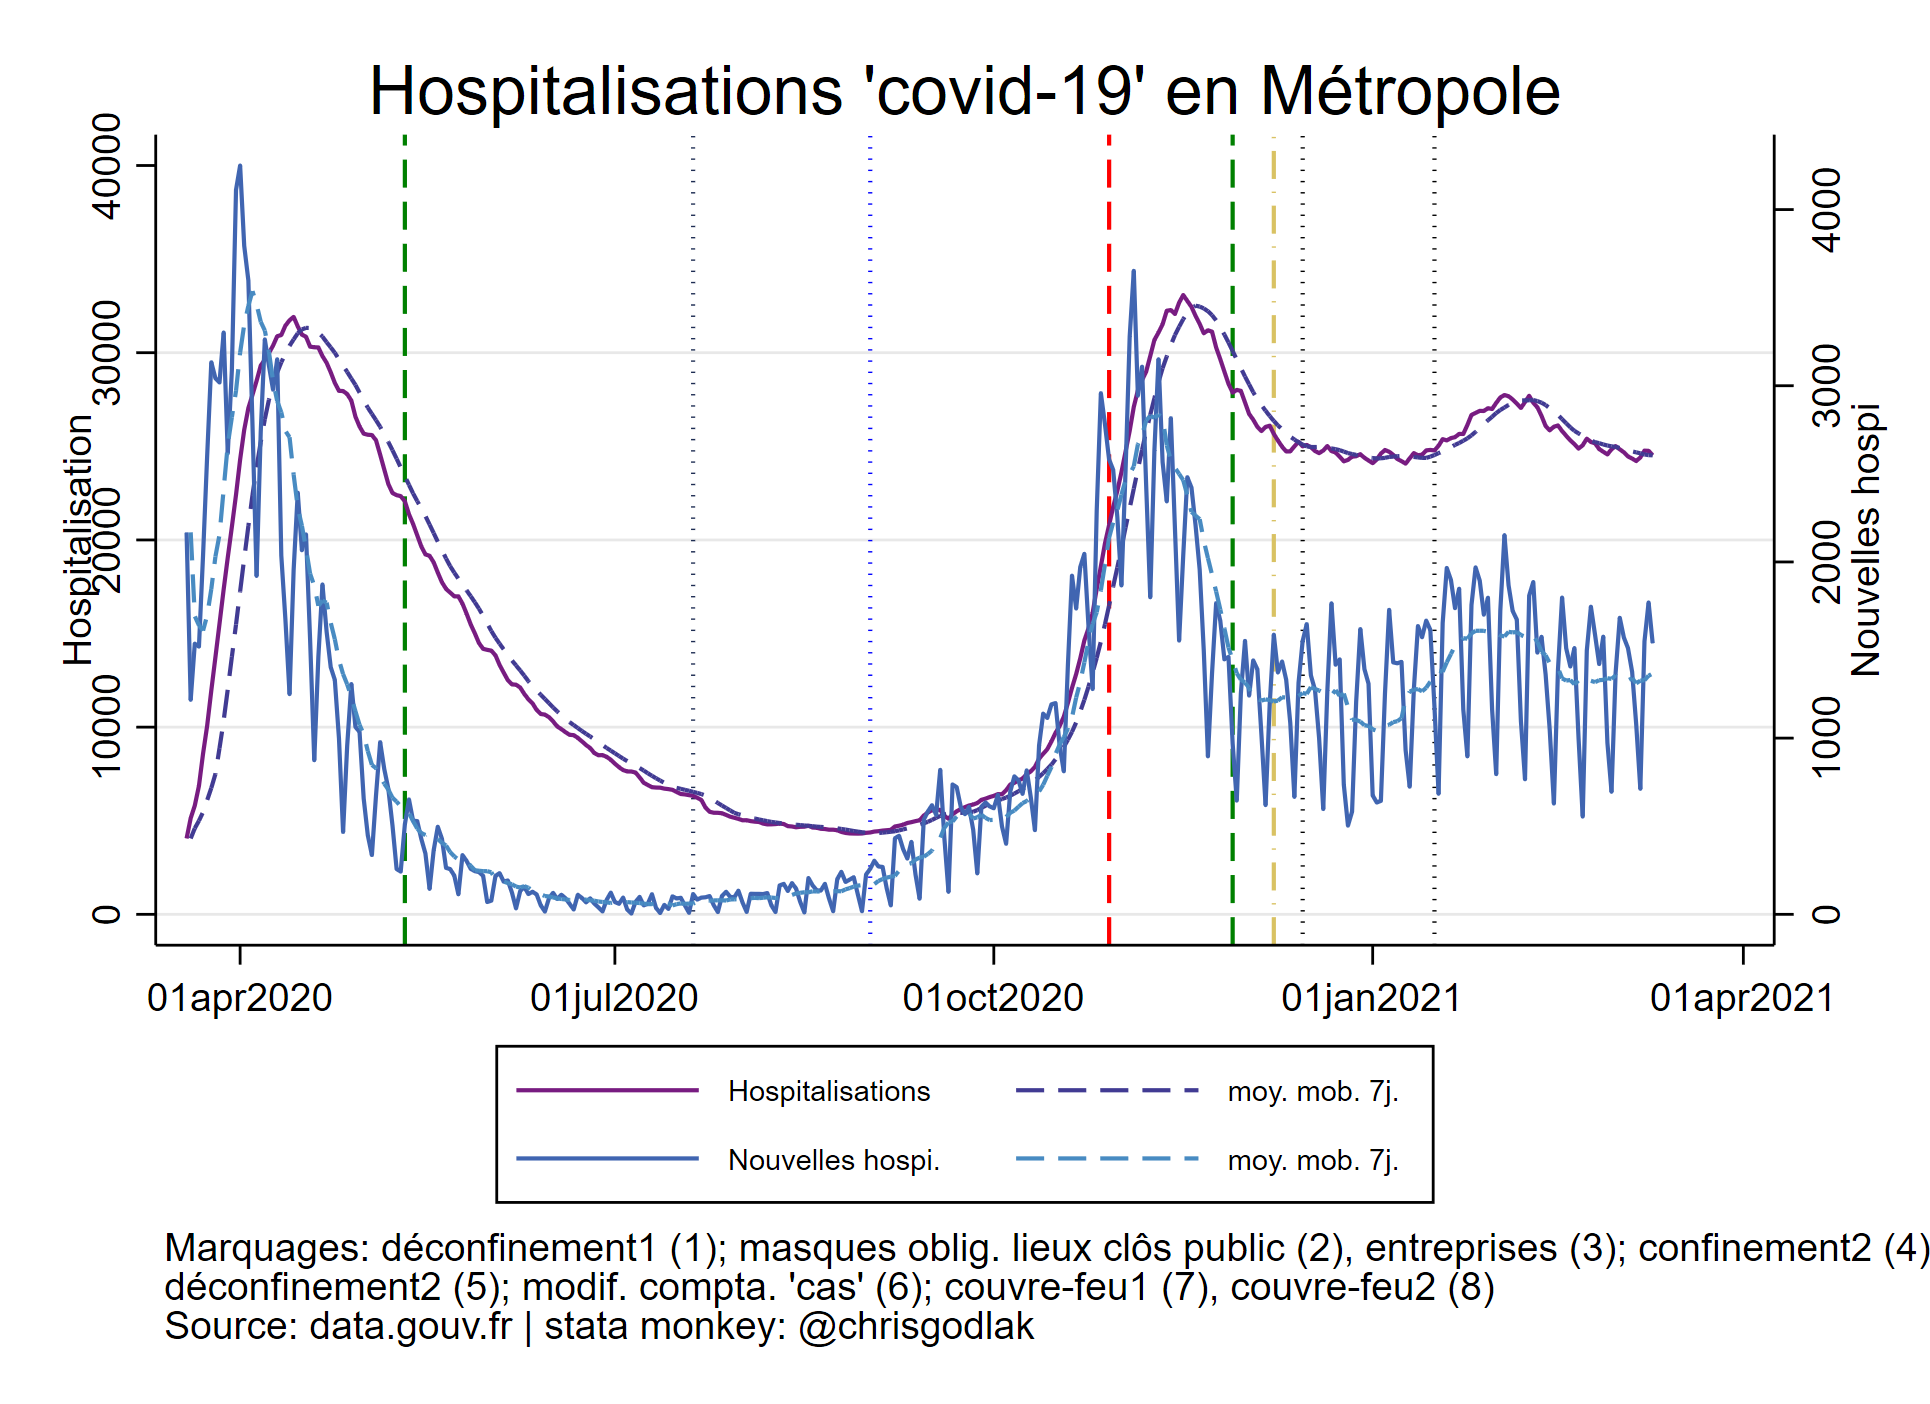 Hospitalisations 'covid-19' en Métropole
Hospitalisation
40000
30000
20000
10000
0
Nouvelles hospi
4000
3000
2000
1000
0
01apr2020 01jul2020 01oct2020 01jan2021 01apr2021
Hospitalisations moy. mob. 7j.
Nouvelles hospi. moy. mob. 7j.
Marquages: déconfinement1 (1); masques oblig. lieux clôs public (2), entreprises (3); confinement2 (4)
déconfinement2 (5); modif. compta. 'cas' (6); couvre-feu1 (7), couvre-feu2 (8)
Source: data.gouv.fr | stata monkey: @chrisgodlak